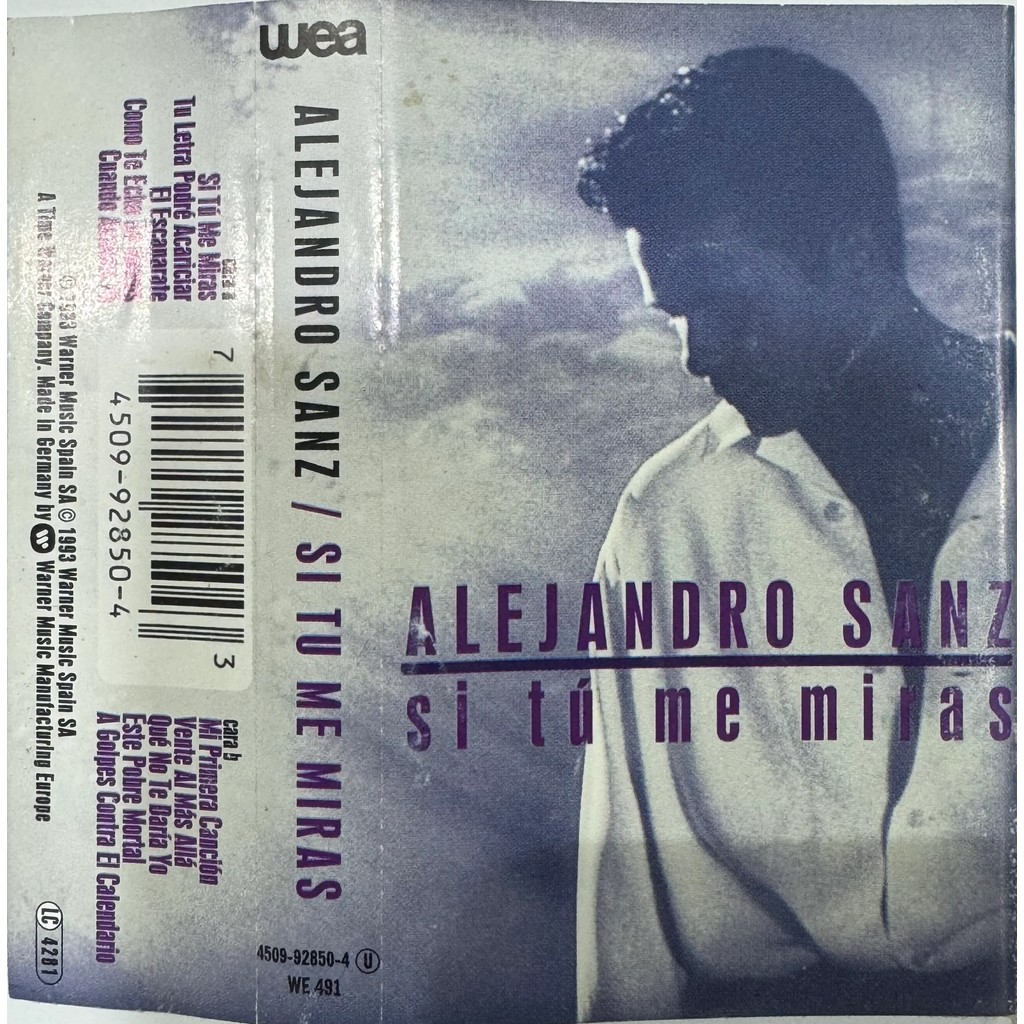 wea
ALEJANDRO SANZ / SI TU ME MIRAS
4509-92850-4 U
WE 491
ALEJANDRO SANZ
si tú me miras
cara a
Si Tú Me Miras
Tu Letra Podré Acariciar
El Escaparate
Como Te Echo
Cuando
7 4509-92850-4 3
cara b
Mi Primera Canción
Vente Al Más Allá
Qué No Te Daría Yo
Este Pobre Mortal
A Golpes Contra El Calendario
℗ 1993 Warner Music Spain SA © 1993 Warner Music Spain SA
A Time Warner Company. Made in Germany by Warner Music Manufacturing Europe
LC 4281